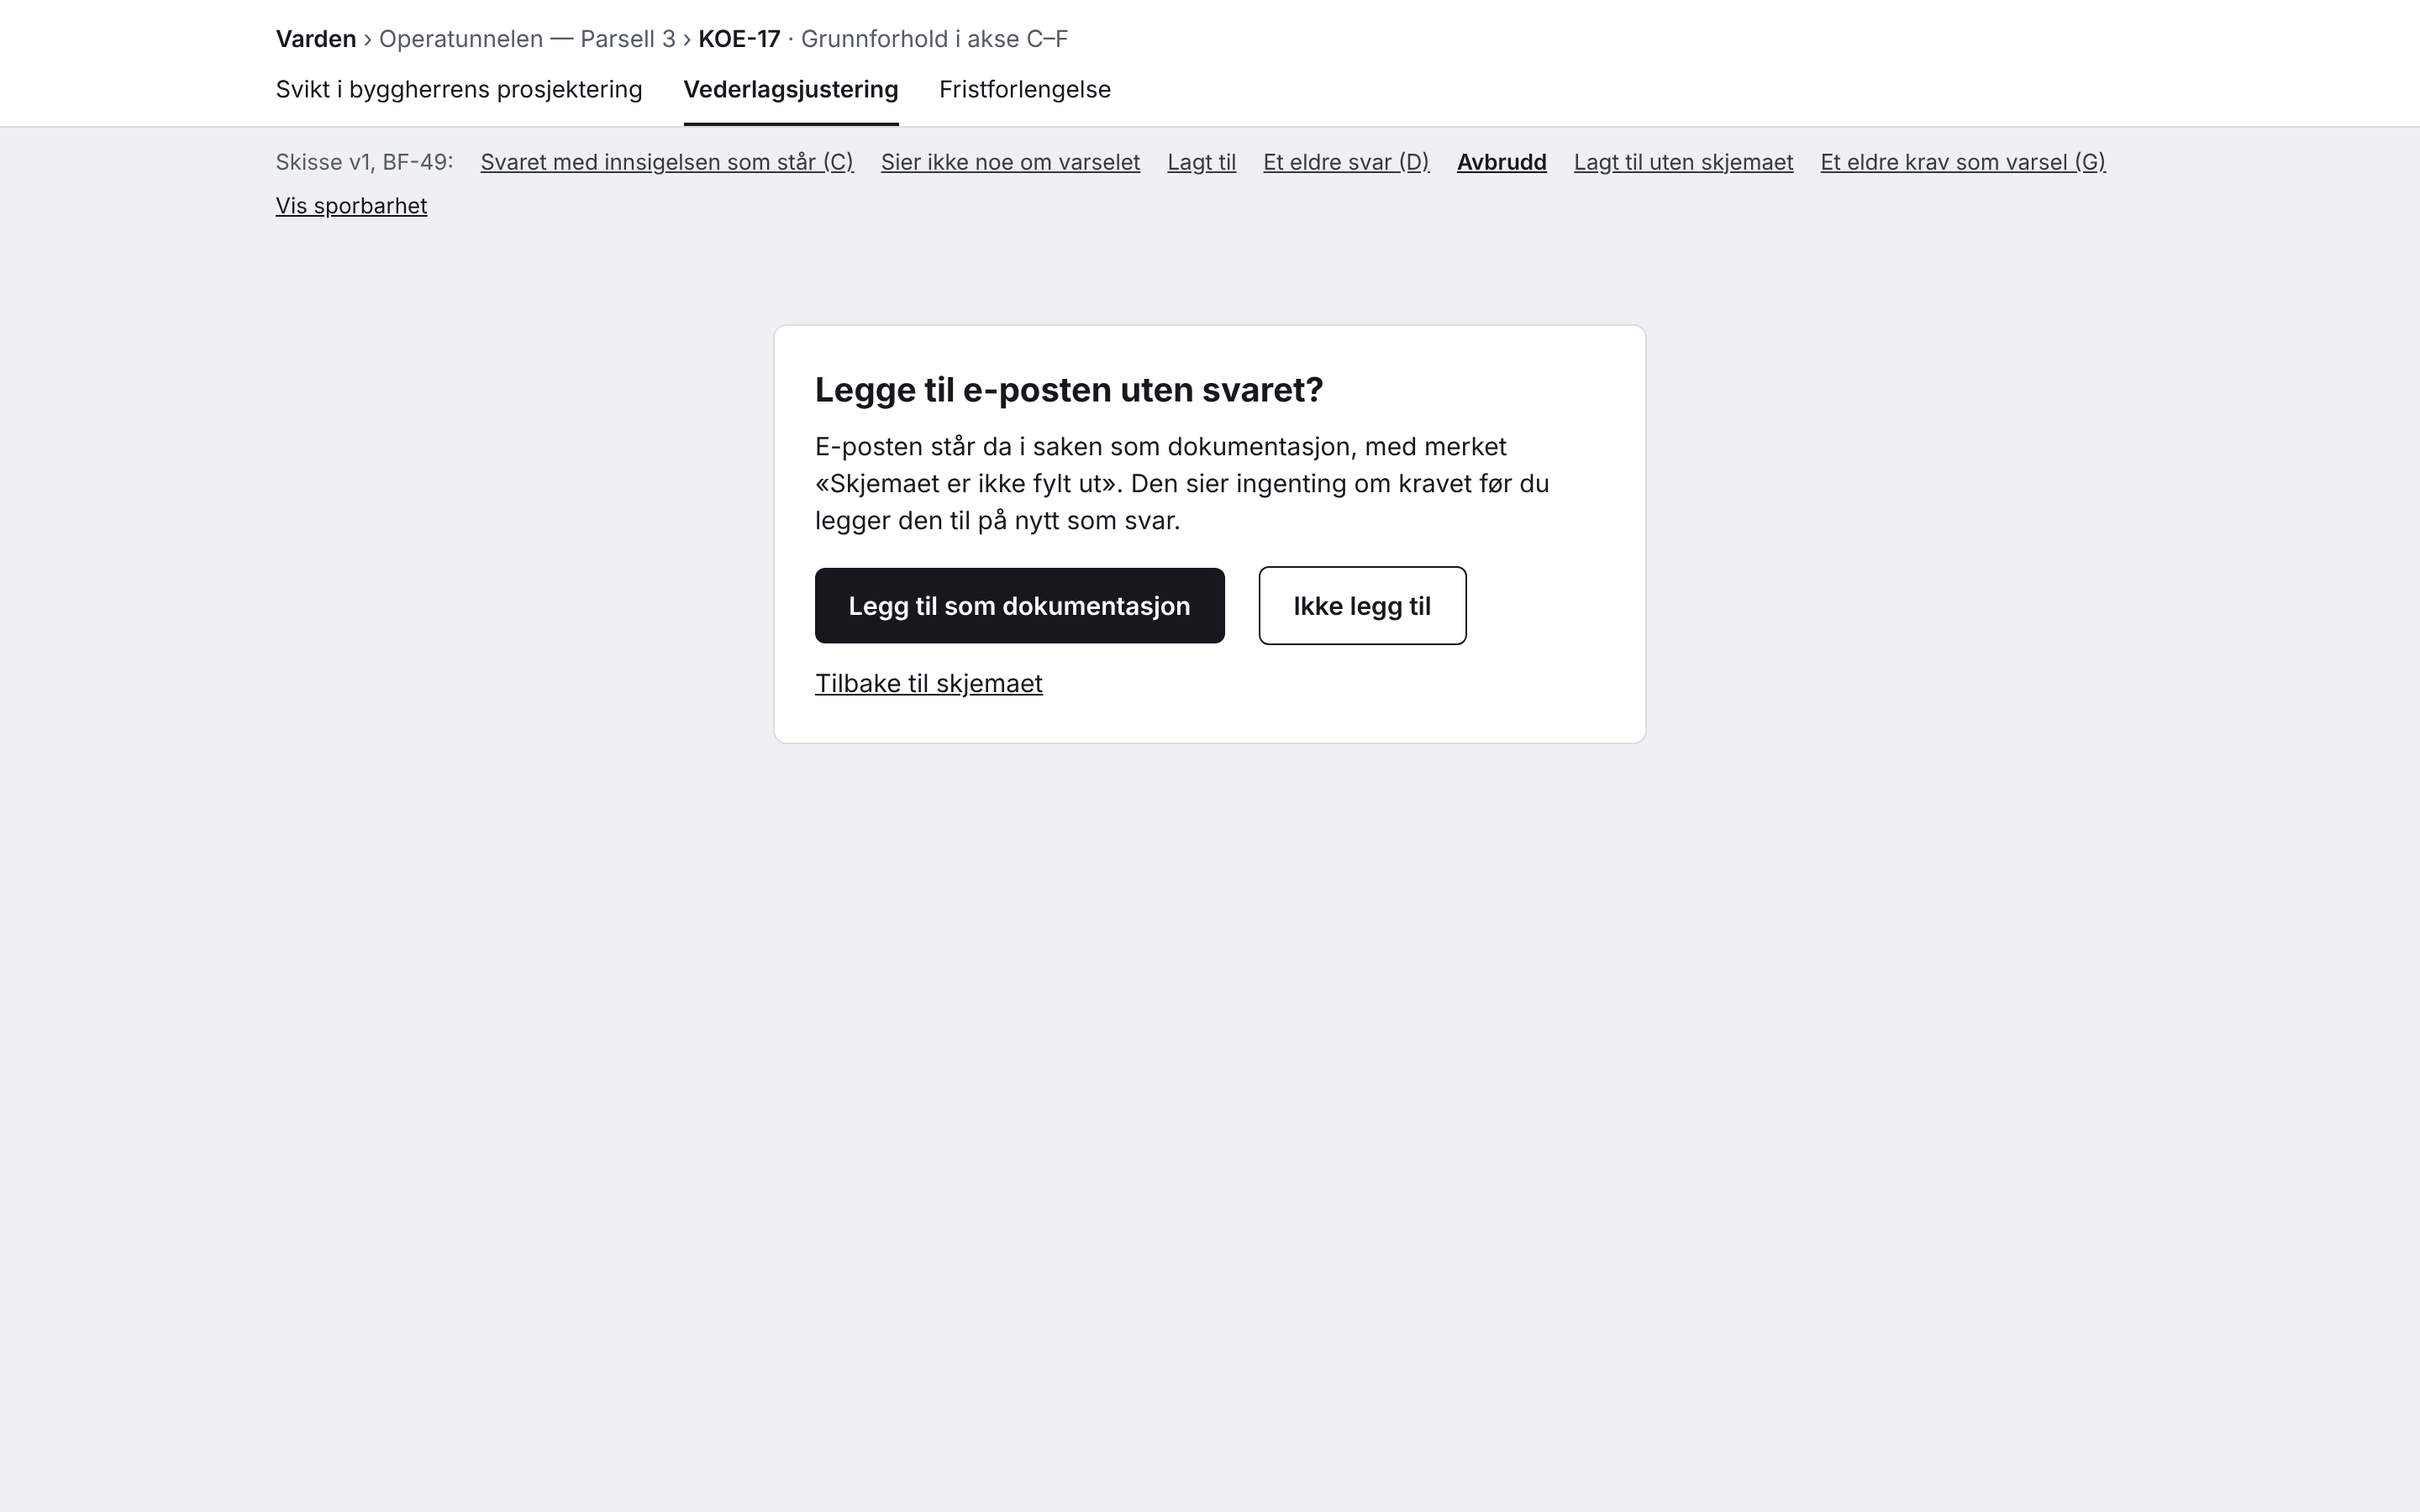 Varden › Operatunnelen — Parsell 3 › KOE-17 · Grunnforhold i akse C–F
Svikt i byggherrens prosjektering Vederlagsjustering Fristforlengelse
Skisse v1, BF-49: Svaret med innsigelsen som står (C) Sier ikke noe om varselet Lagt til Et eldre svar (D) Avbrudd Lagt til uten skjemaet Et eldre krav som varsel (G)
Vis sporbarhet
Legge til e-posten uten svaret?
E-posten står da i saken som dokumentasjon, med merket
«Skjemaet er ikke fylt ut». Den sier ingenting om kravet før du
legger den til på nytt som svar.
Legg til som dokumentasjon Ikke legg til
Tilbake til skjemaet